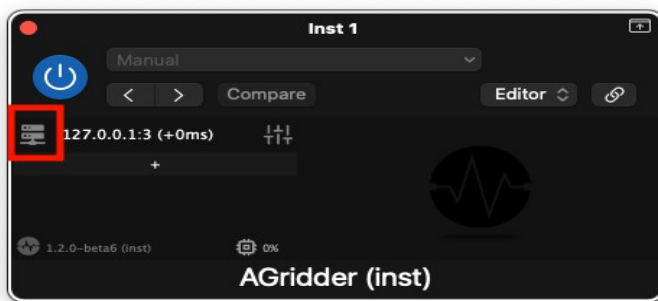 Inst 1
Manual
< > Compare Editor
127.0.0.1:3 (+0ms)
+
1.2.0-beta6 (inst) 0%
AGridder (inst)